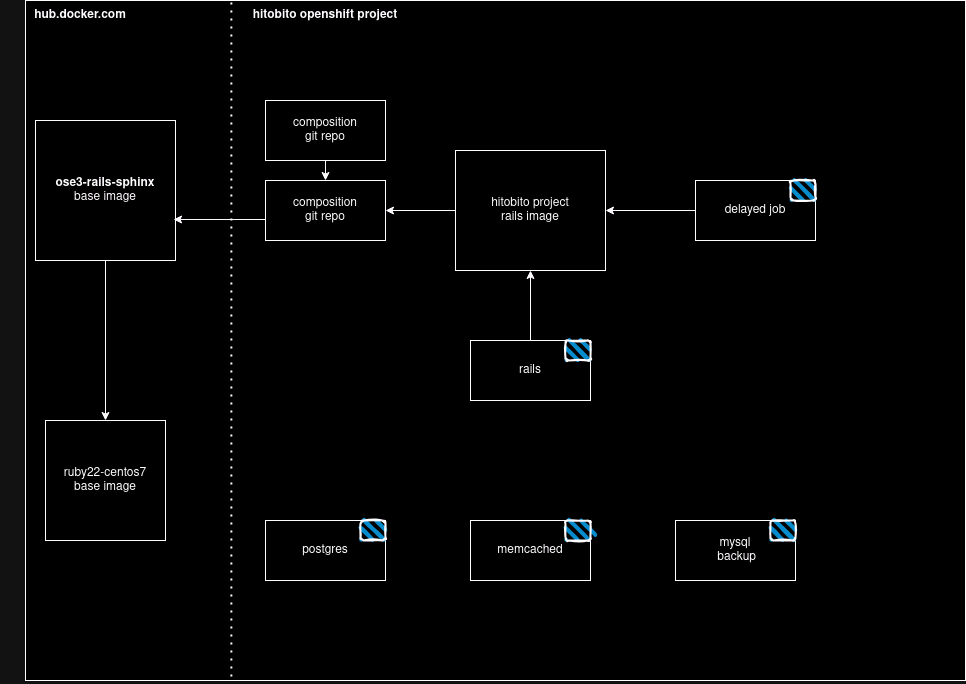 hub.docker.com
hitobito openshift project
composition
git repo
ose3-rails-sphinx
base image
composition
git repo
hitobito project
rails image
delayed job
rails
ruby22-centos7
base image
postgres
memcached
mysql
backup